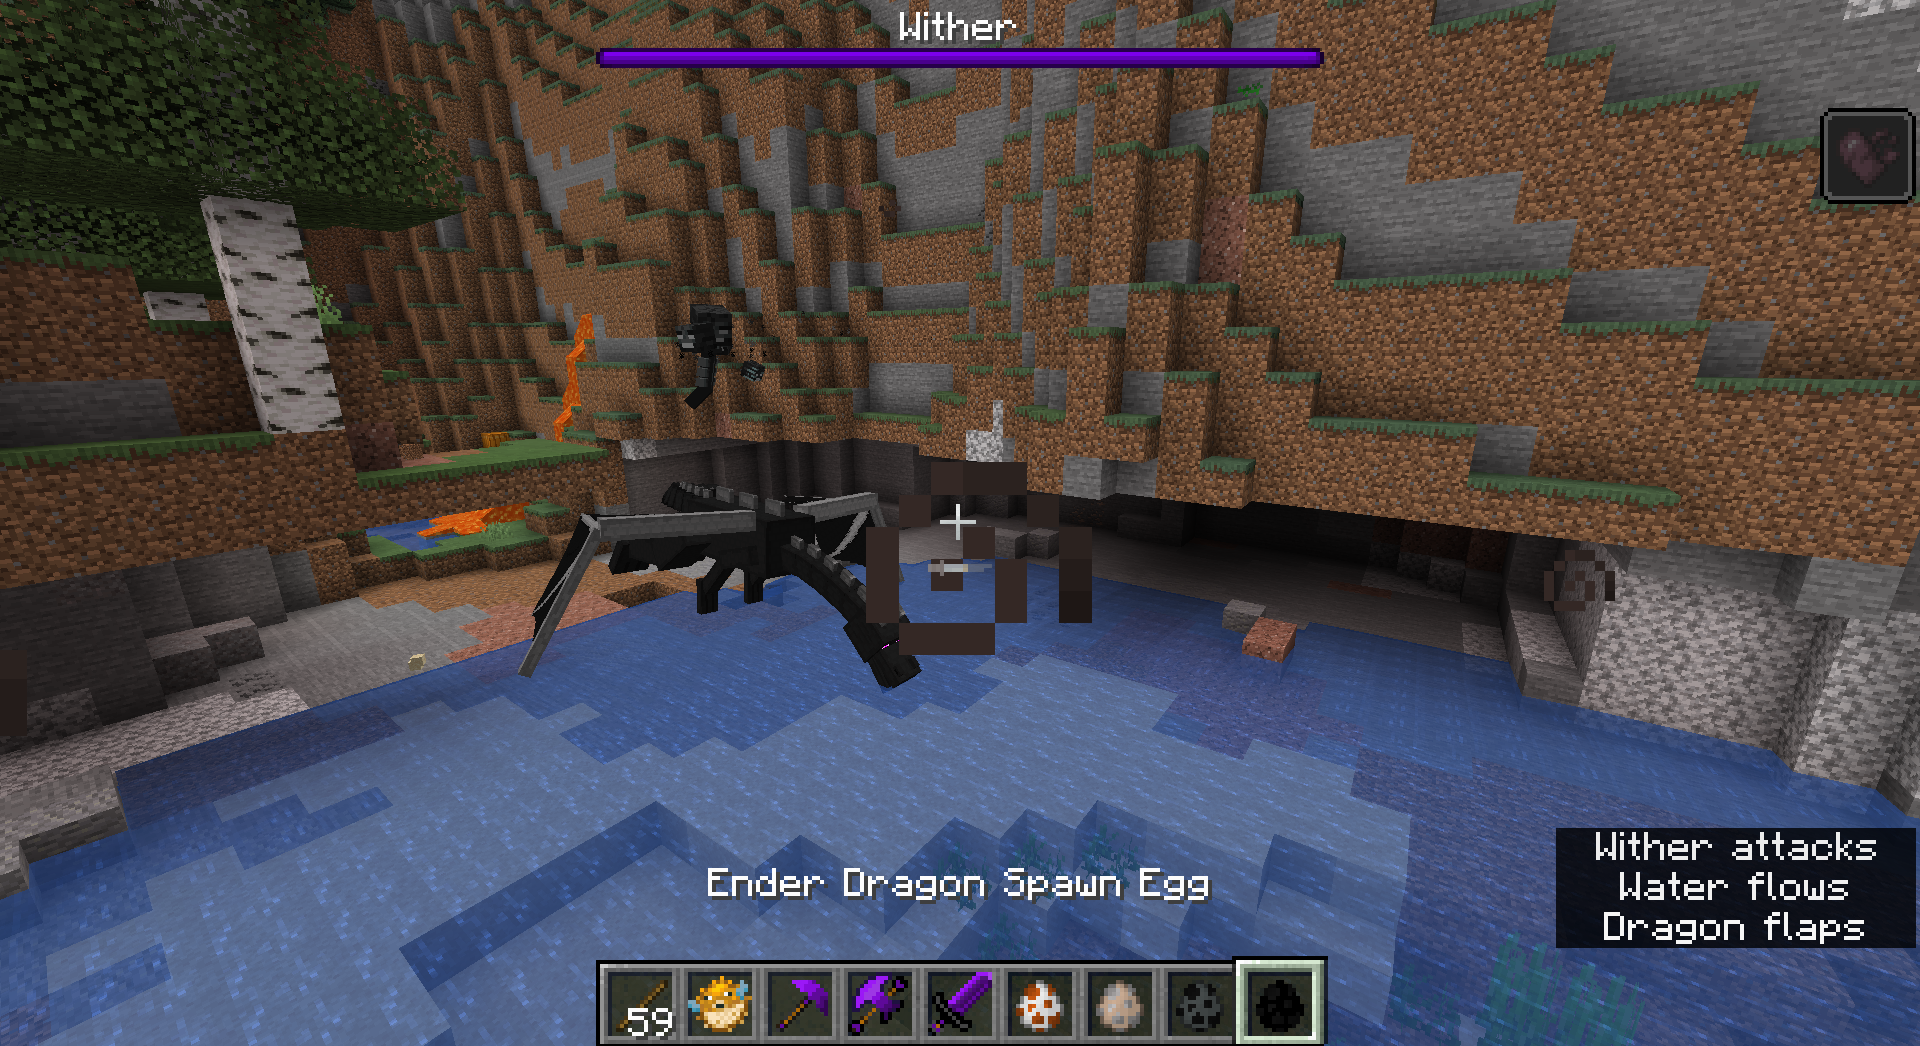 Wither
Wither attacks
Water flows
Dragon flaps
Ender Dragon Spawn Egg
59